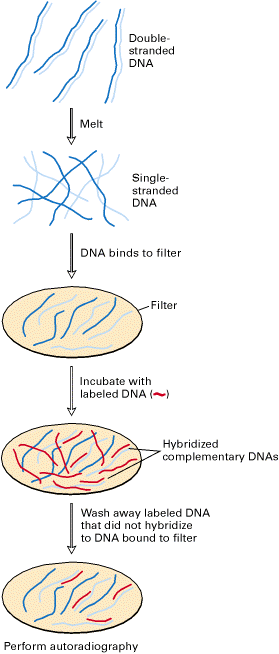 Double-
stranded
DNA
Melt
Single-
stranded
DNA
DNA binds to filter
Filter
Incubate with
labeled DNA (~)
Hybridized
complementary DNAs
Wash away labeled DNA
that did not hybridize
to DNA bound to filter
Perform autoradiography